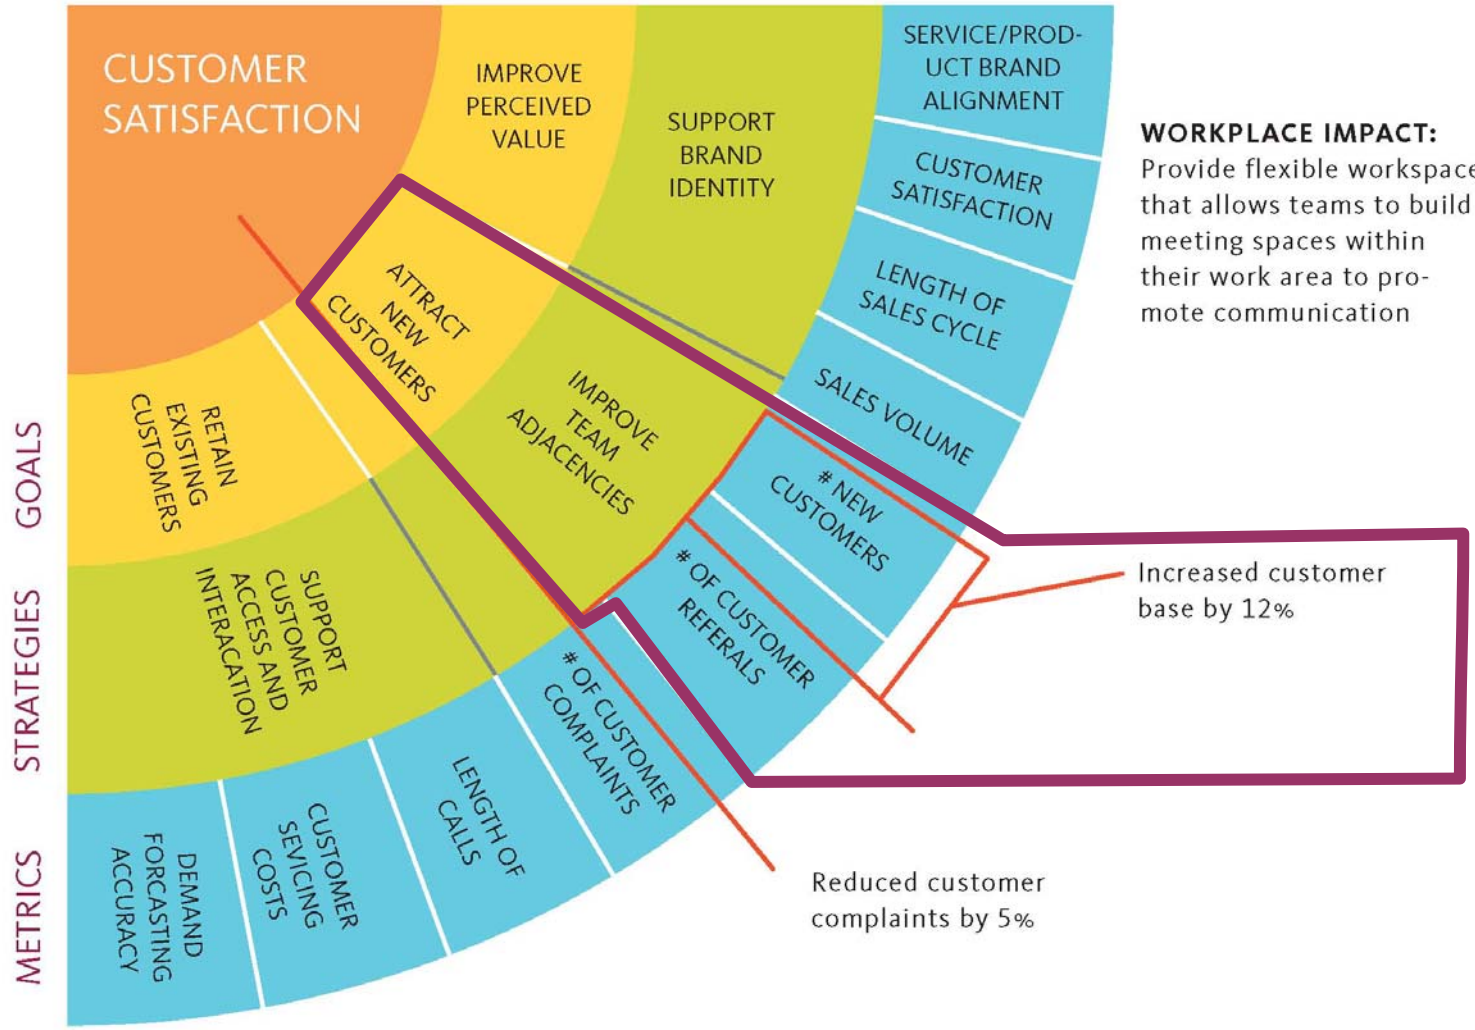 CUSTOMER
SATISFACTION
IMPROVE
PERCEIVED
VALUE
SUPPORT
BRAND
IDENTITY
SERVICE/PROD-
UCT BRAND
ALIGNMENT
CUSTOMER
SATISFACTION
LENGTH OF
SALES CYCLE
SALES VOLUME
WORKPLACE IMPACT:
Provide flexible workspace
that allows teams to build
meeting spaces within
their work area to pro-
mote communication
ATTRACT
NEW
CUSTOMERS
IMPROVE
TEAM
ADJACENCIES
# NEW
CUSTOMERS
# OF CUSTOMER
REFERRALS
Increased customer
base by 12%
RETAIN
EXISTING
CUSTOMERS
SUPPORT
CUSTOMER
ACCESS AND
INTERACATION
# OF CUSTOMER
COMPLAINTS
LENGTH OF
CALLS
CUSTOMER
SEVICING
COSTS
DEMAND
FORCASTING
ACCURACY
Reduced customer
complaints by 5%
GOALS
STRATEGIES
METRICS